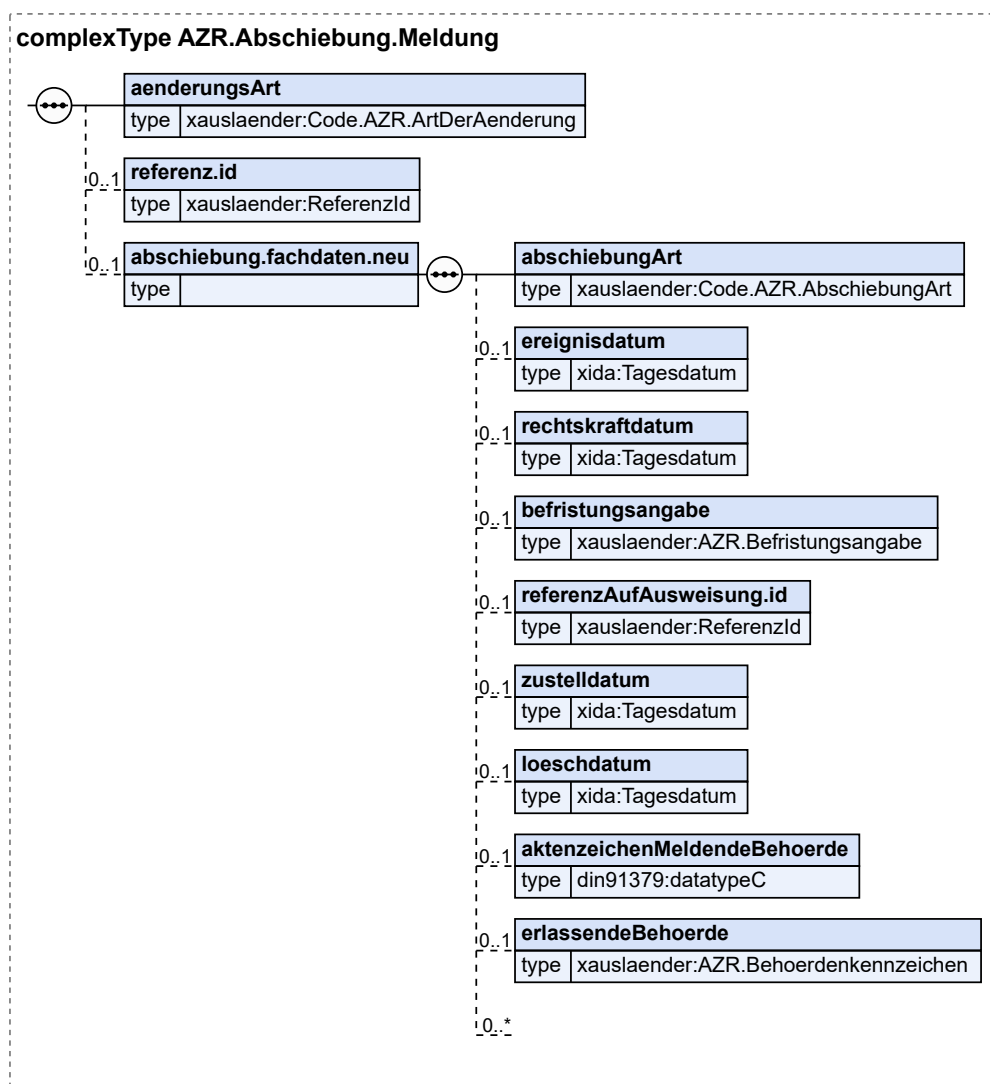 complexType AZR.Abschiebung.Meldung
aenderungsArt
type xauslaender:Code.AZR.ArtDerAenderung
0..1 referenz.id
type xauslaender:ReferenzId
0..1 abschiebung.fachdaten.neu
type
abschiebungArt
type xauslaender:Code.AZR.AbschiebungArt
0..1 ereignisdatum
type xida:Tagesdatum
0..1 rechtskraftdatum
type xida:Tagesdatum
0..1 befristungsangabe
type xauslaender:AZR.Befristungsangabe
0..1 referenzAufAusweisung.id
type xauslaender:ReferenzId
0..1 zustelldatum
type xida:Tagesdatum
0..1 loeschdatum
type xida:Tagesdatum
0..1 aktenzeichenMeldendeBehoerde
type din91379:datatypeC
0..1 erlassendeBehoerde
type xauslaender:AZR.Behoerdenkennzeichen
0..*